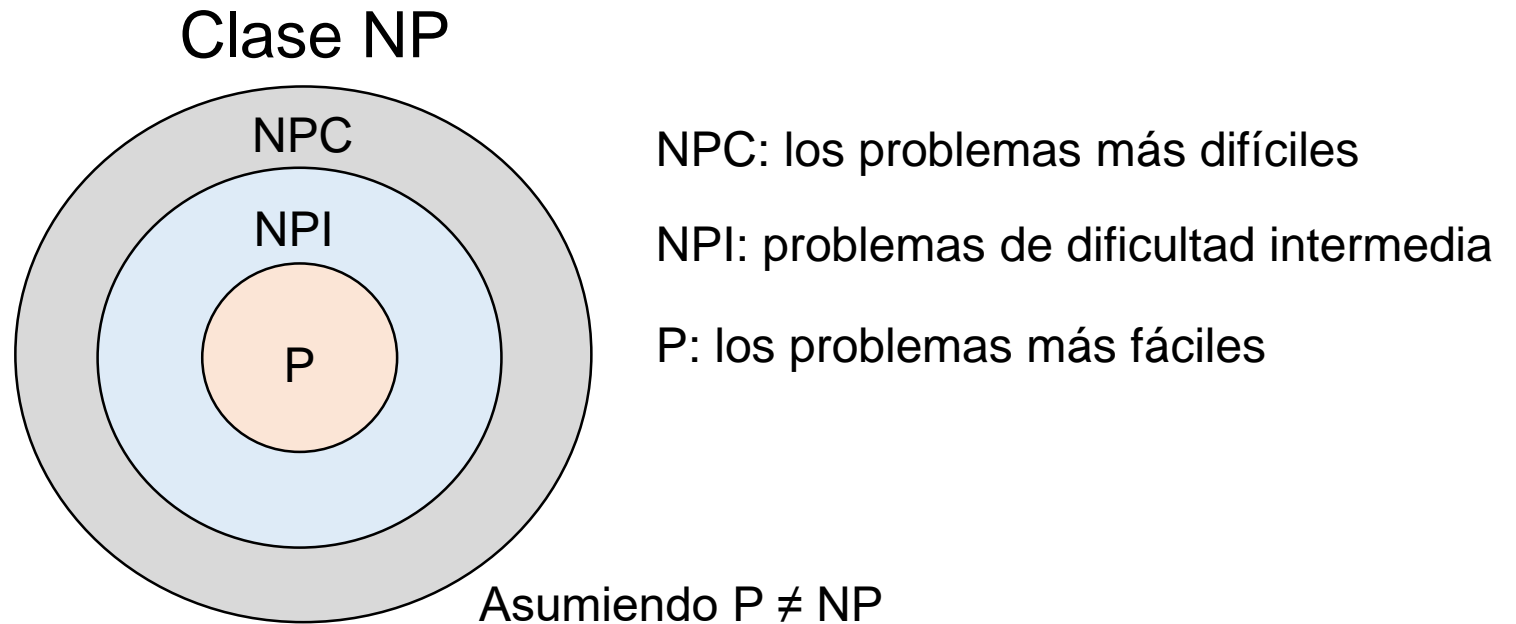 Clase NP
NPC
NPI
P
NPC: los problemas más difíciles
NPI: problemas de dificultad intermedia
P: los problemas más fáciles
Asumiendo P ≠ NP